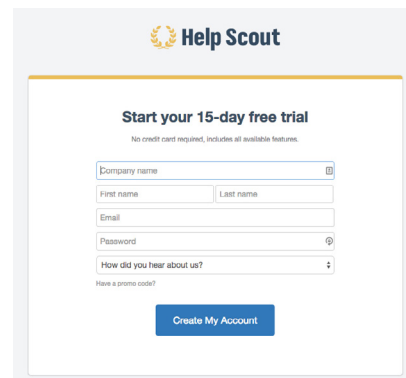 Help Scout
Start your 15-day free trial
No credit card required, includes all available features.
Company name
First name Last name
Email
Password
How did you hear about us?
Have a promo code?
Create My Account